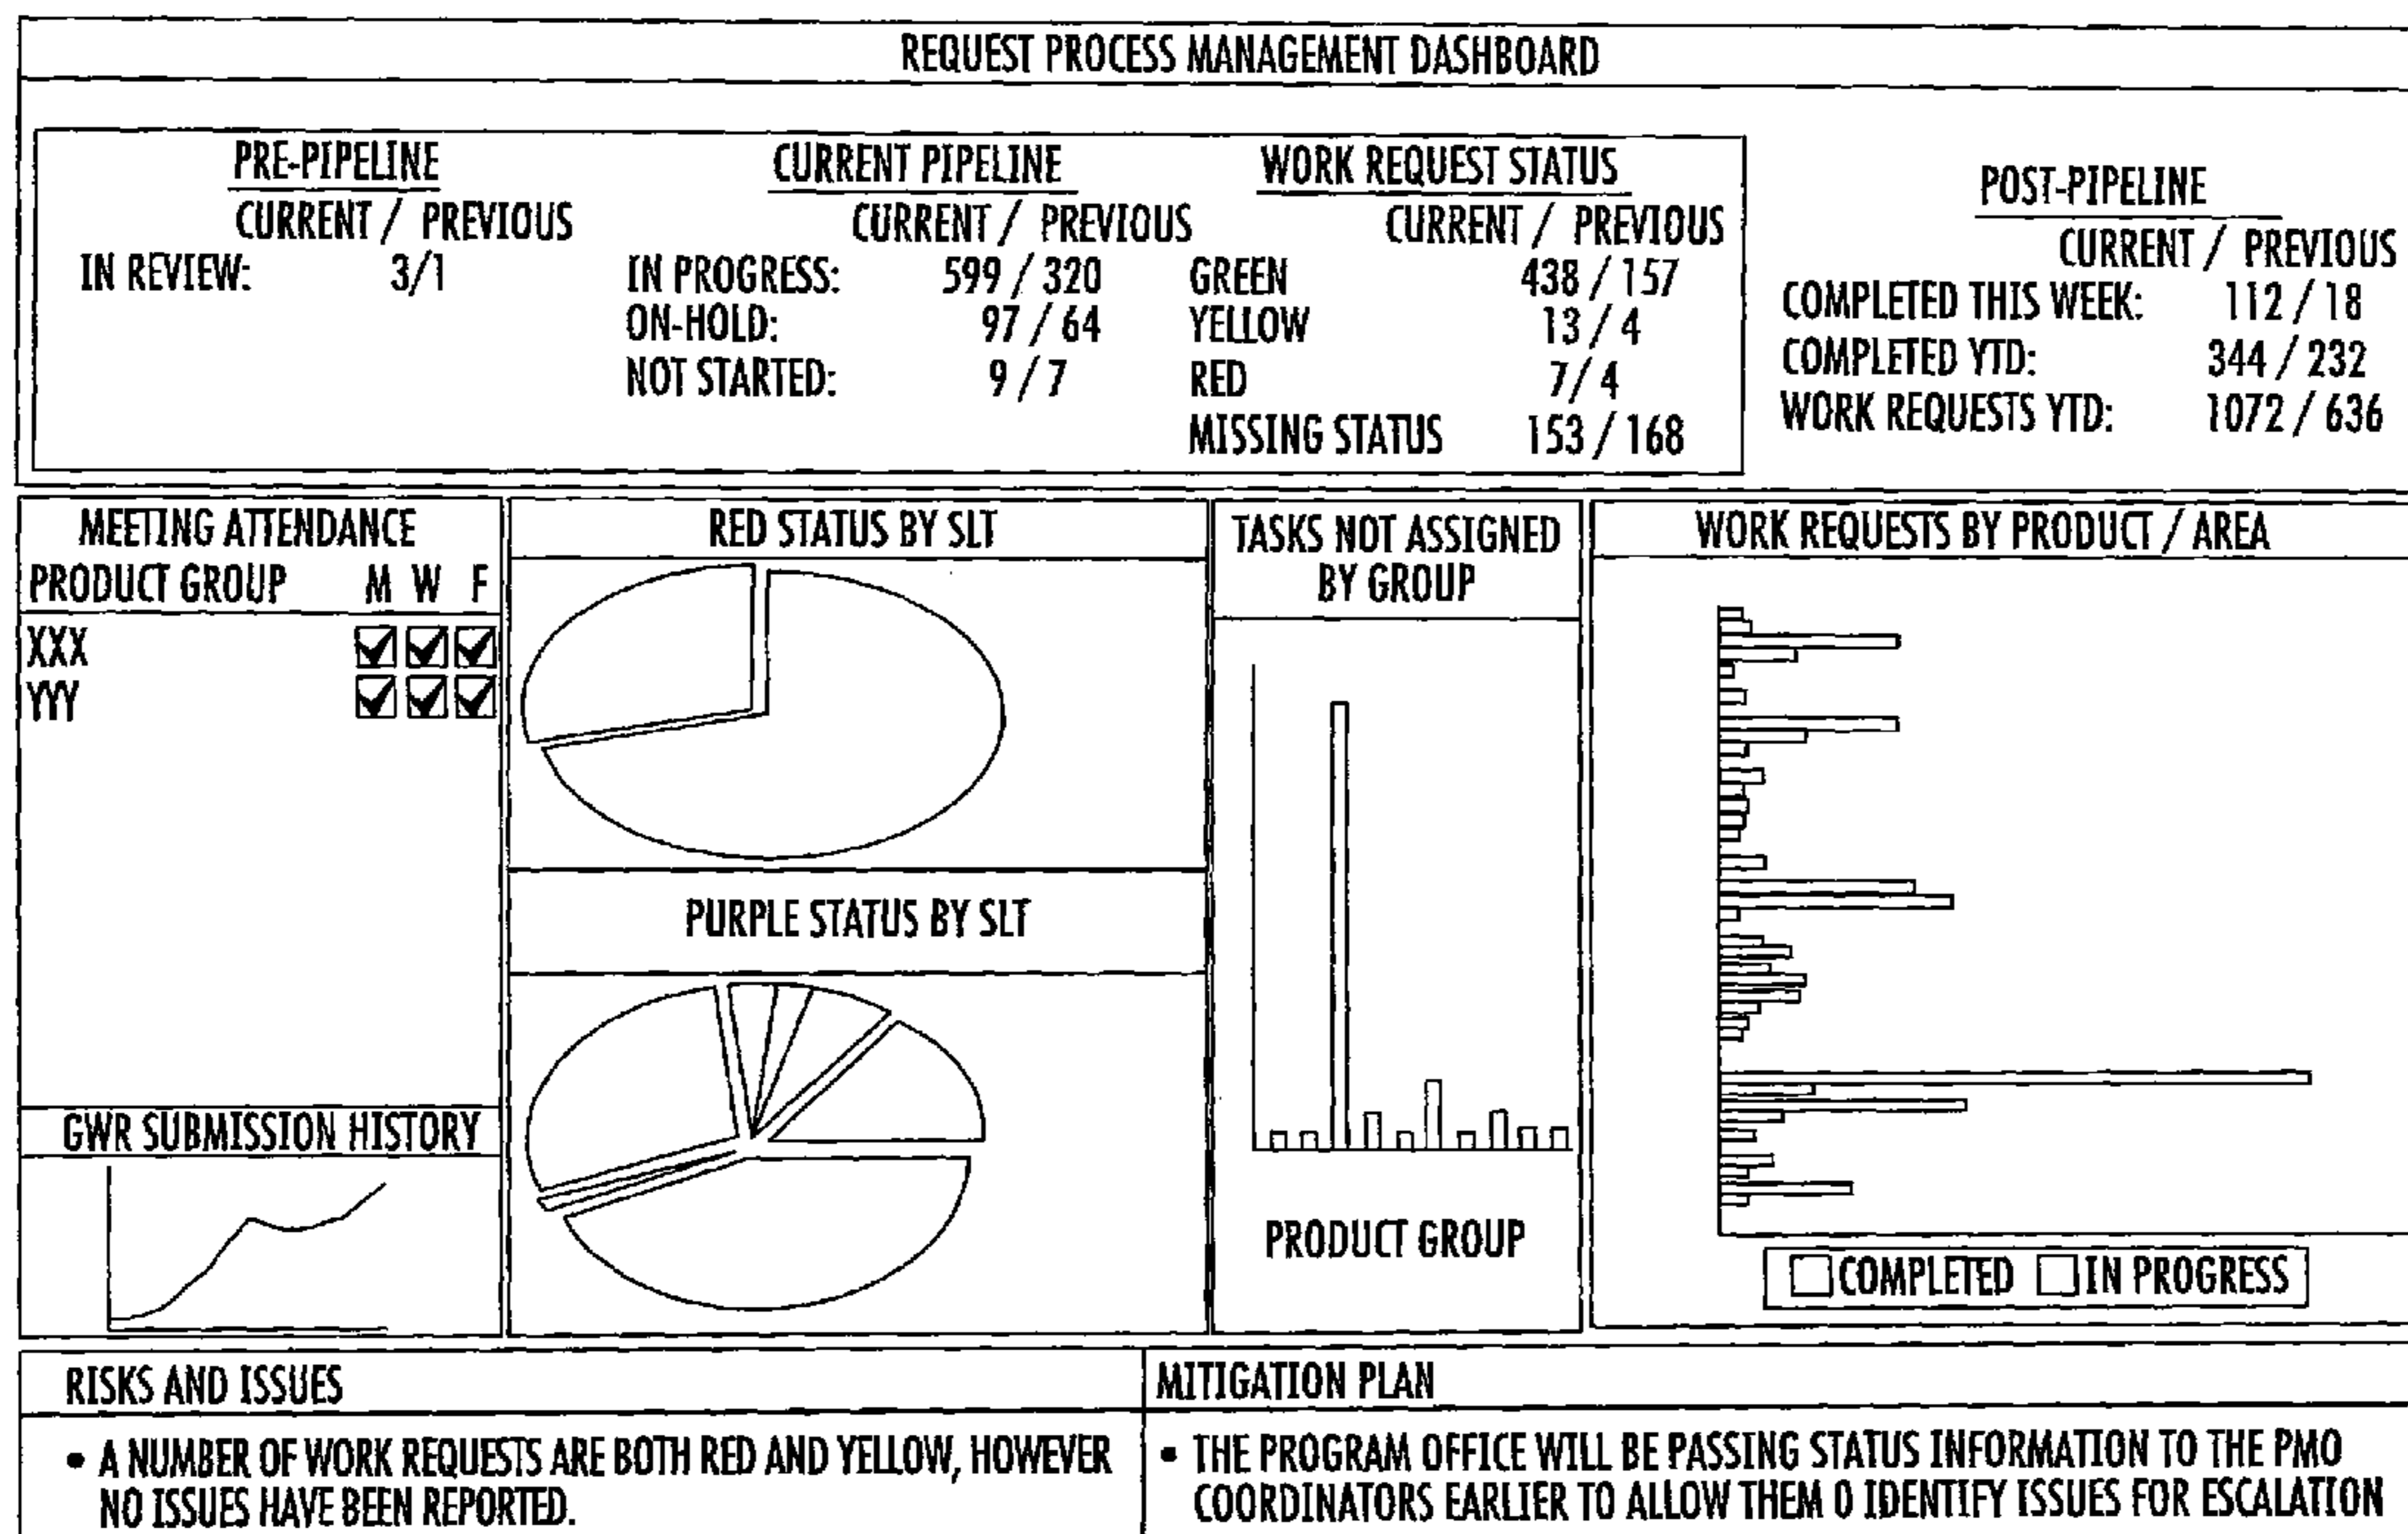 REQUEST PROCESS MANAGEMENT DASHBOARD
PRE-PIPELINE
CURRENT / PREVIOUS
IN REVIEW: 3/1
CURRENT PIPELINE
CURRENT / PREVIOUS
IN PROGRESS: 599 / 320
ON-HOLD: 97 / 64
NOT STARTED: 9 / 7
WORK REQUEST STATUS
CURRENT / PREVIOUS
GREEN 438 / 157
YELLOW 13 / 4
RED 7 / 4
MISSING STATUS 153 / 168
POST-PIPELINE
CURRENT / PREVIOUS
COMPLETED THIS WEEK: 112 / 18
COMPLETED YTD: 344 / 232
WORK REQUESTS YTD: 1072 / 636
MEETING ATTENDANCE
PRODUCT GROUP M W F
XXX
YYY
GWR SUBMISSION HISTORY
RED STATUS BY SLT
PURPLE STATUS BY SLT
TASKS NOT ASSIGNED
BY GROUP
PRODUCT GROUP
WORK REQUESTS BY PRODUCT / AREA
COMPLETED IN PROGRESS
RISKS AND ISSUES
• A NUMBER OF WORK REQUESTS ARE BOTH RED AND YELLOW, HOWEVER
NO ISSUES HAVE BEEN REPORTED.
MITIGATION PLAN
• THE PROGRAM OFFICE WILL BE PASSING STATUS INFORMATION TO THE PMO
COORDINATORS EARLIER TO ALLOW THEM O IDENTIFY ISSUES FOR ESCALATION